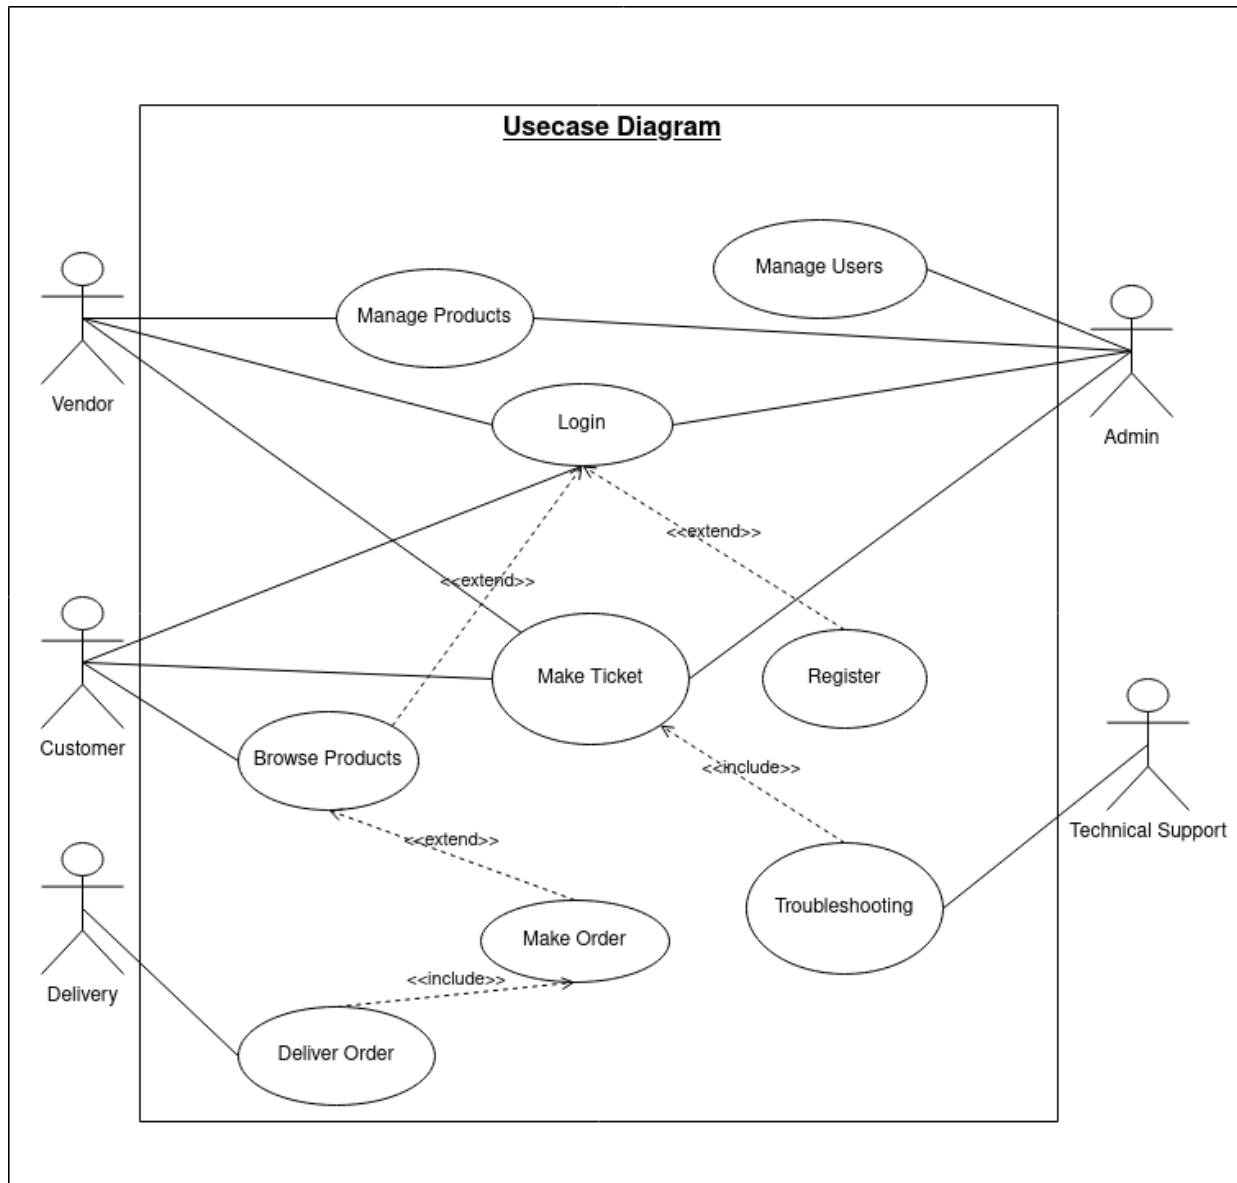 Usecase Diagram
Manage Users
Manage Products
Vendor
Login
Admin
<<extend>>
<<extend>>
Make Ticket
Register
Customer
Browse Products
<<include>>
Technical Support
<<extend>>
Troubleshooting
Make Order
<<include>>
Delivery
Deliver Order